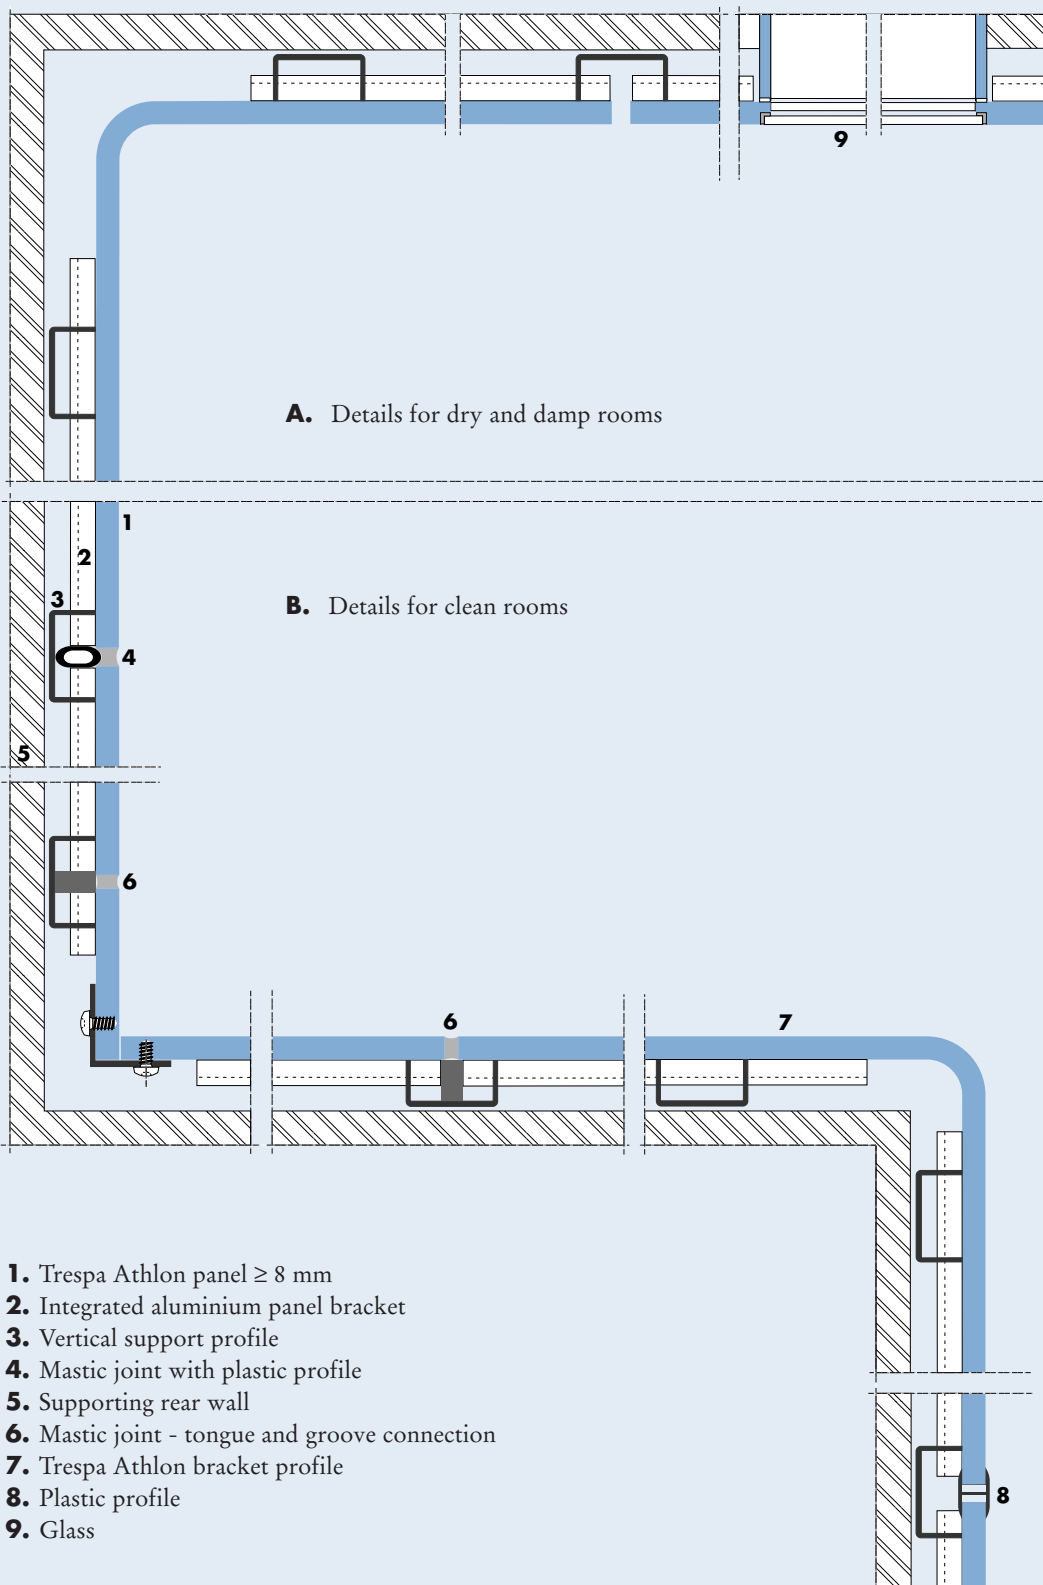 9
A. Details for dry and damp rooms
1
2
3
B. Details for clean rooms
4
5
6
6
7
1. Trespa Athlon panel ≥ 8 mm
2. Integrated aluminium panel bracket
3. Vertical support profile
4. Mastic joint with plastic profile
5. Supporting rear wall
6. Mastic joint - tongue and groove connection
7. Trespa Athlon bracket profile
8. Plastic profile
9. Glass
8